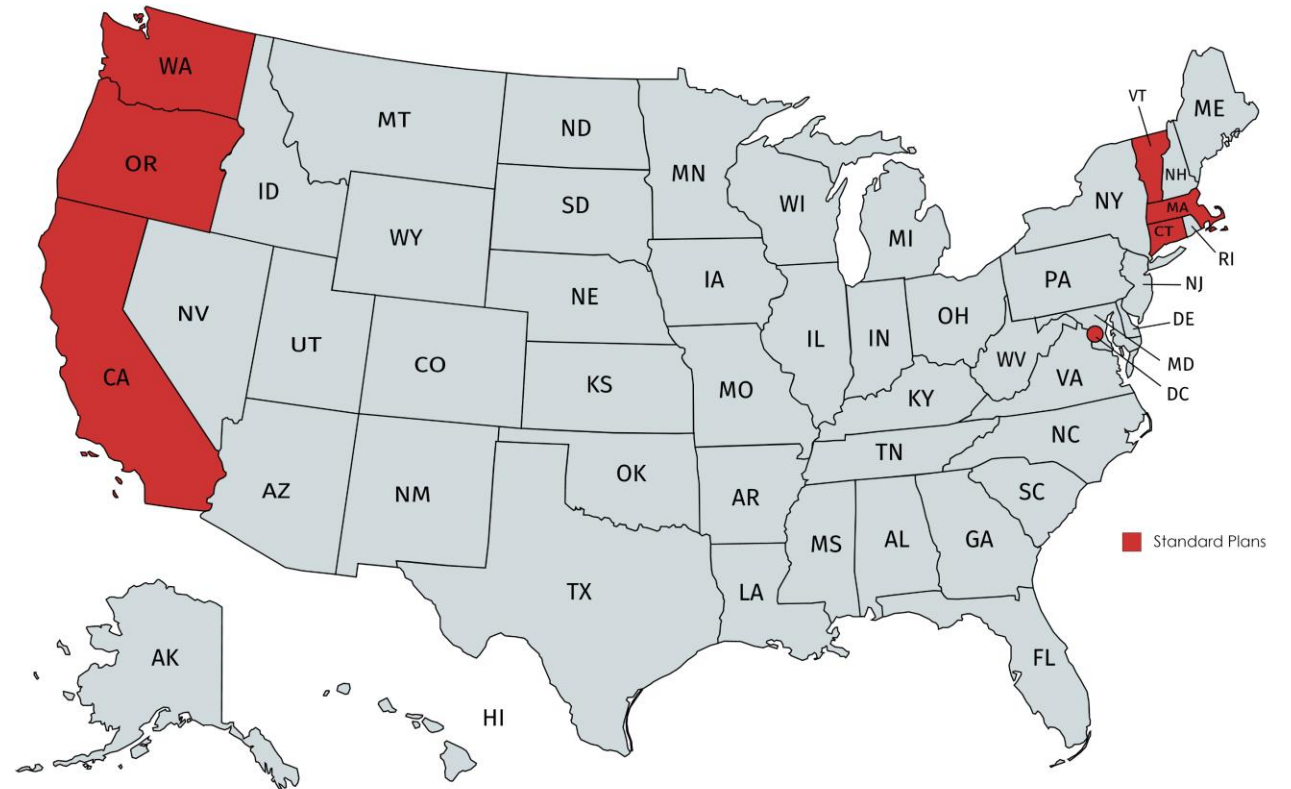 WA
MT
ND
MN
VT
ME
OR
ID
SD
WI
NH
NY
MA
CT
WY
MI
RI
IA
PA
NJ
NE
NV
OH
DE
UT
IL
IN
CO
WV
MD
CA
KS
MO
VA
DC
KY
NC
TN
OK
AZ
NM
AR
SC
MS
AL
GA
Standard Plans
TX
LA
AK
FL
HI